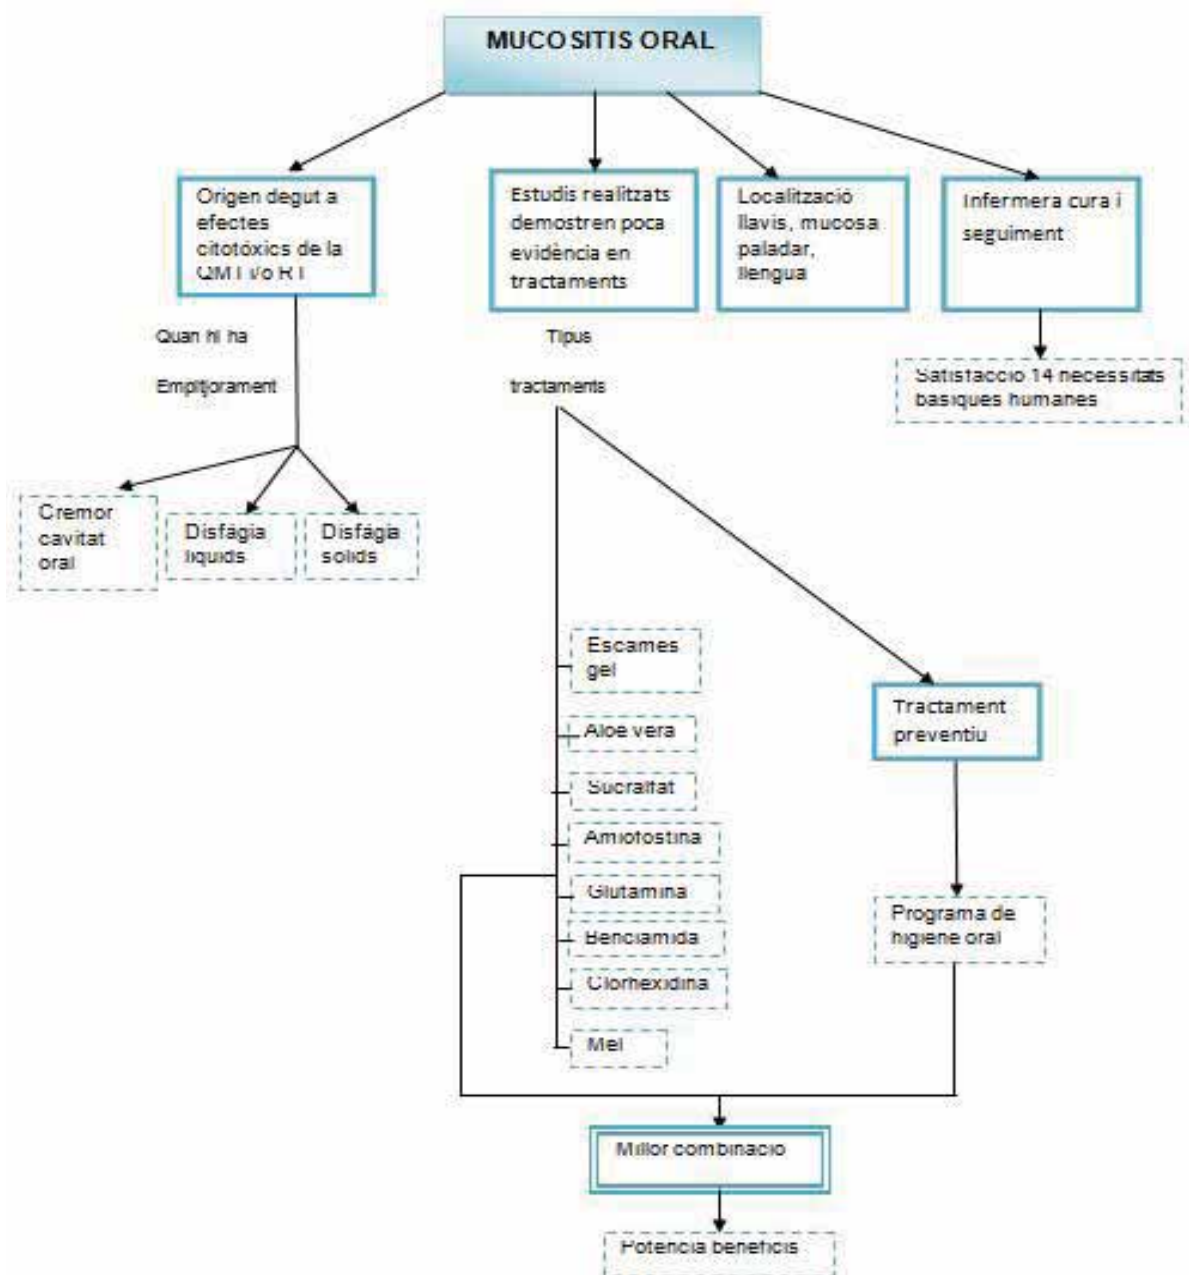 MUCOSITIS ORAL
Origen degut a
efectes
citotòxics de la
QMT i/o RT
Estudis realitzats
demostren poca
evidència en
tractaments
Localització
llavis, mucosa
paladar,
llengua
Infermera cura i
seguiment
Quan hi ha
Empitjorament
Tipus
tractaments
Satisfacció 14 necessitats
bàsiques humanes
Cremor
cavitat
oral
Disfàgia
líquids
Disfàgia
sòlids
Escames
gel
Aloe vera
Sucralfat
Amiofostina
Glutamina
Benciamida
Clorhexidina
Mel
Tractament
preventiu
Programa de
higiene oral
Millor combinació
Potencia beneficis